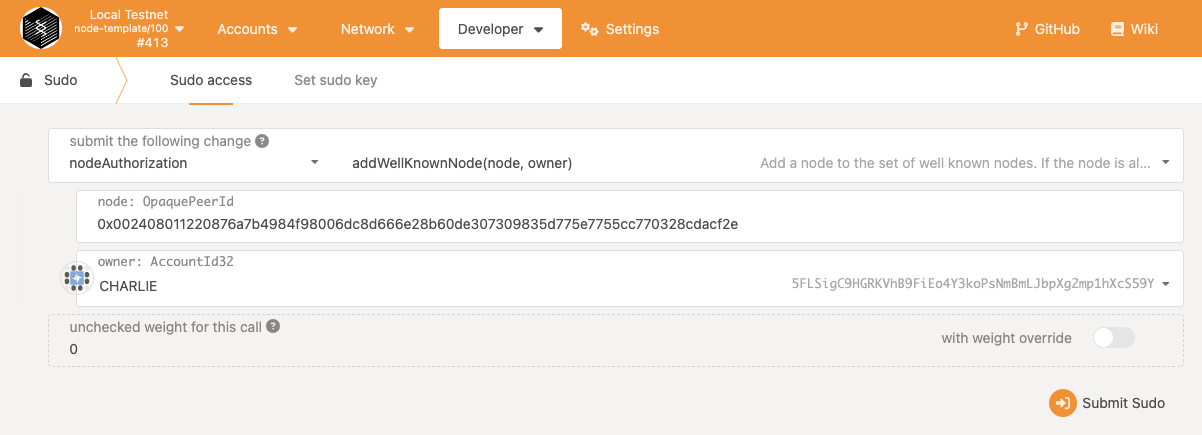 Local Testnet
node-template/100
#413
Accounts
Network
Developer
Settings
GitHub
Wiki
Sudo
Sudo access
Set sudo key
submit the following change
nodeAuthorization
addWellKnownNode(node, owner)
Add a node to the set of well known nodes. If the node is al...
node: OpaquePeerId
0x002408011220876a7b4984f98006dc8d666e28b60de307309835d775e7755cc770328cdacf2e
owner: AccountId32
CHARLIE
5FLSigC9HGRKVhB9FiEo4Y3koPsNmBmLJbpXg2mp1hXcS59Y
unchecked weight for this call
0
with weight override
Submit Sudo